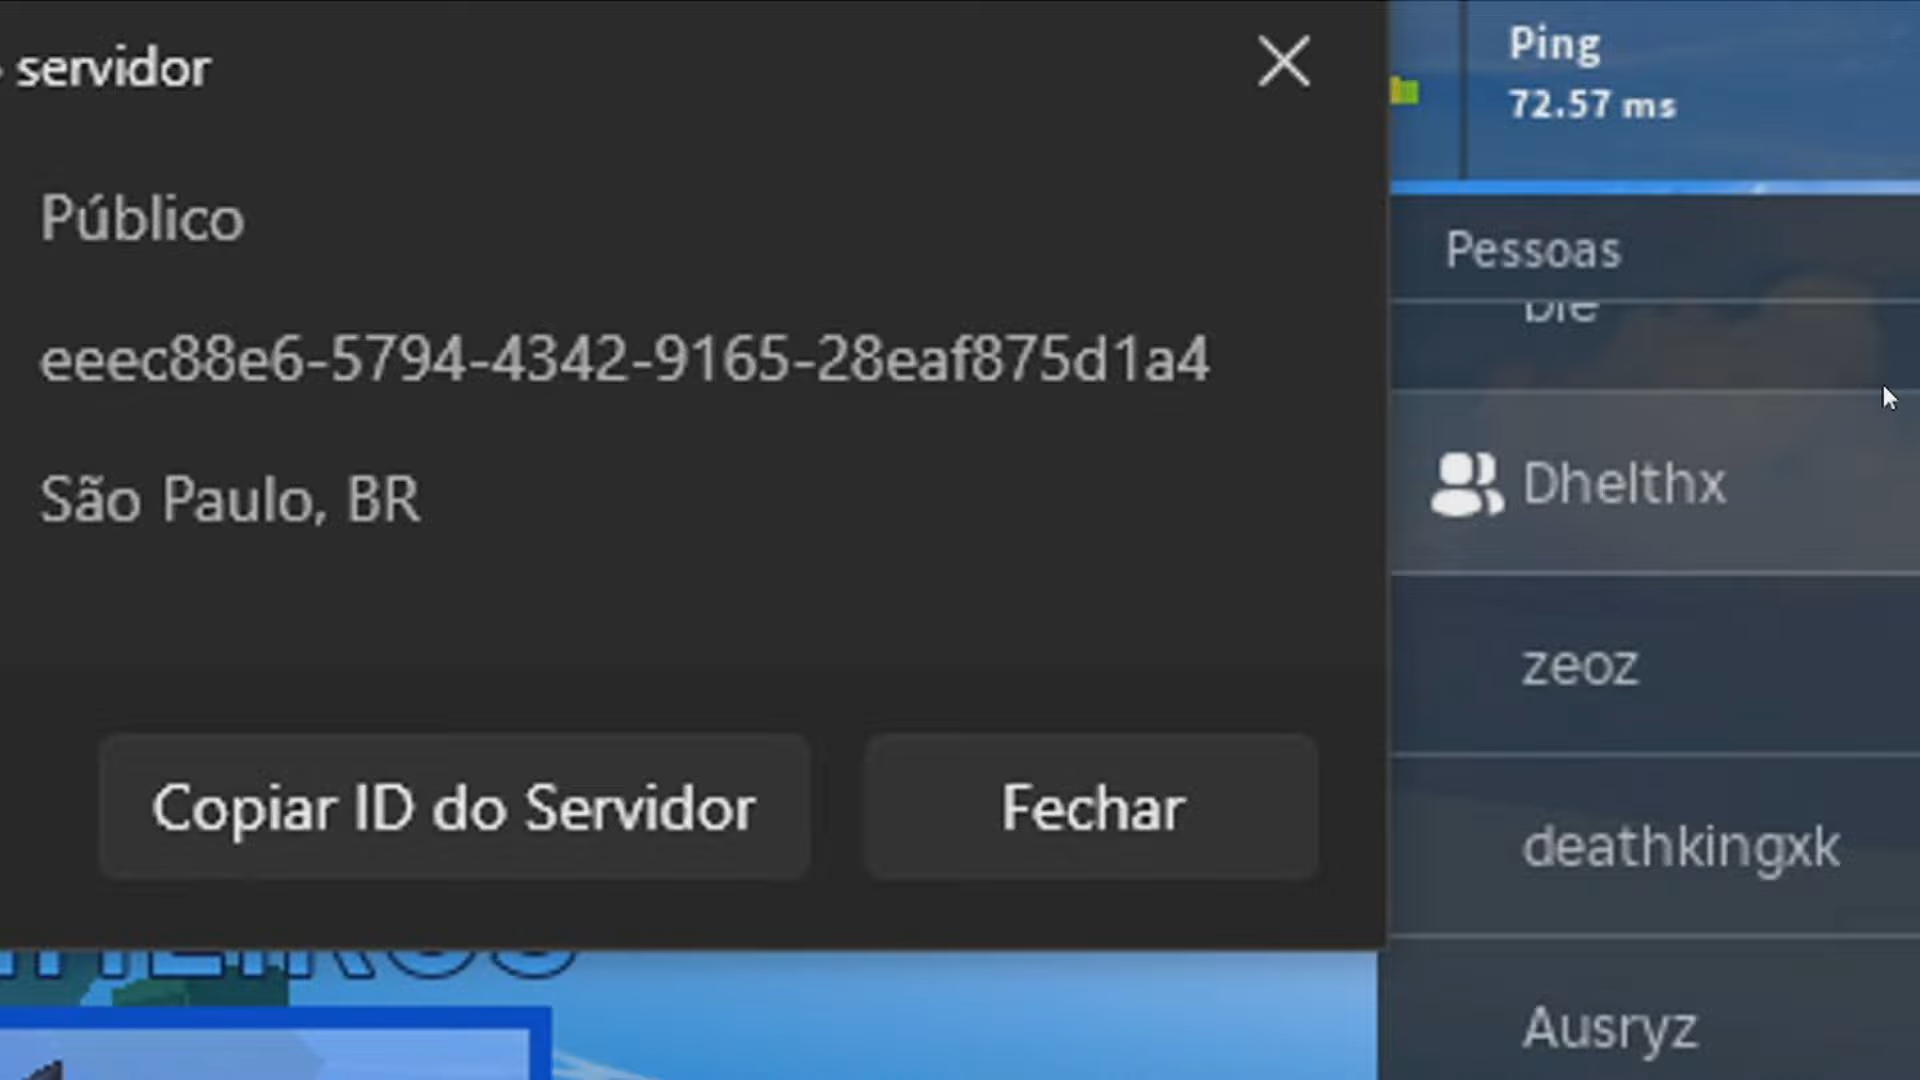 servidor
Público
eeec88e6-5794-4342-9165-28eaf875d1a4
São Paulo, BR
Copiar ID do Servidor
Fechar
Ping
72.57 ms
Pessoas
Dhelthx
zeoz
deathkingxk
Ausryz